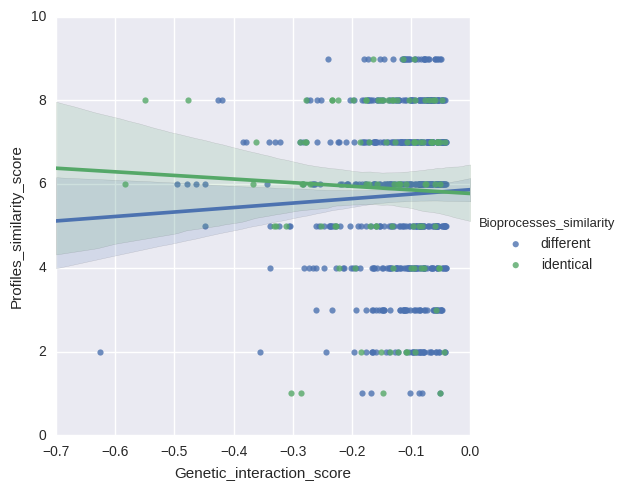 10
8
6
4
2
0
Profiles_similarity_score
−0.7 −0.6 −0.5 −0.4 −0.3 −0.2 −0.1 0.0
Genetic_interaction_score
Bioprocesses_similarity
different
identical